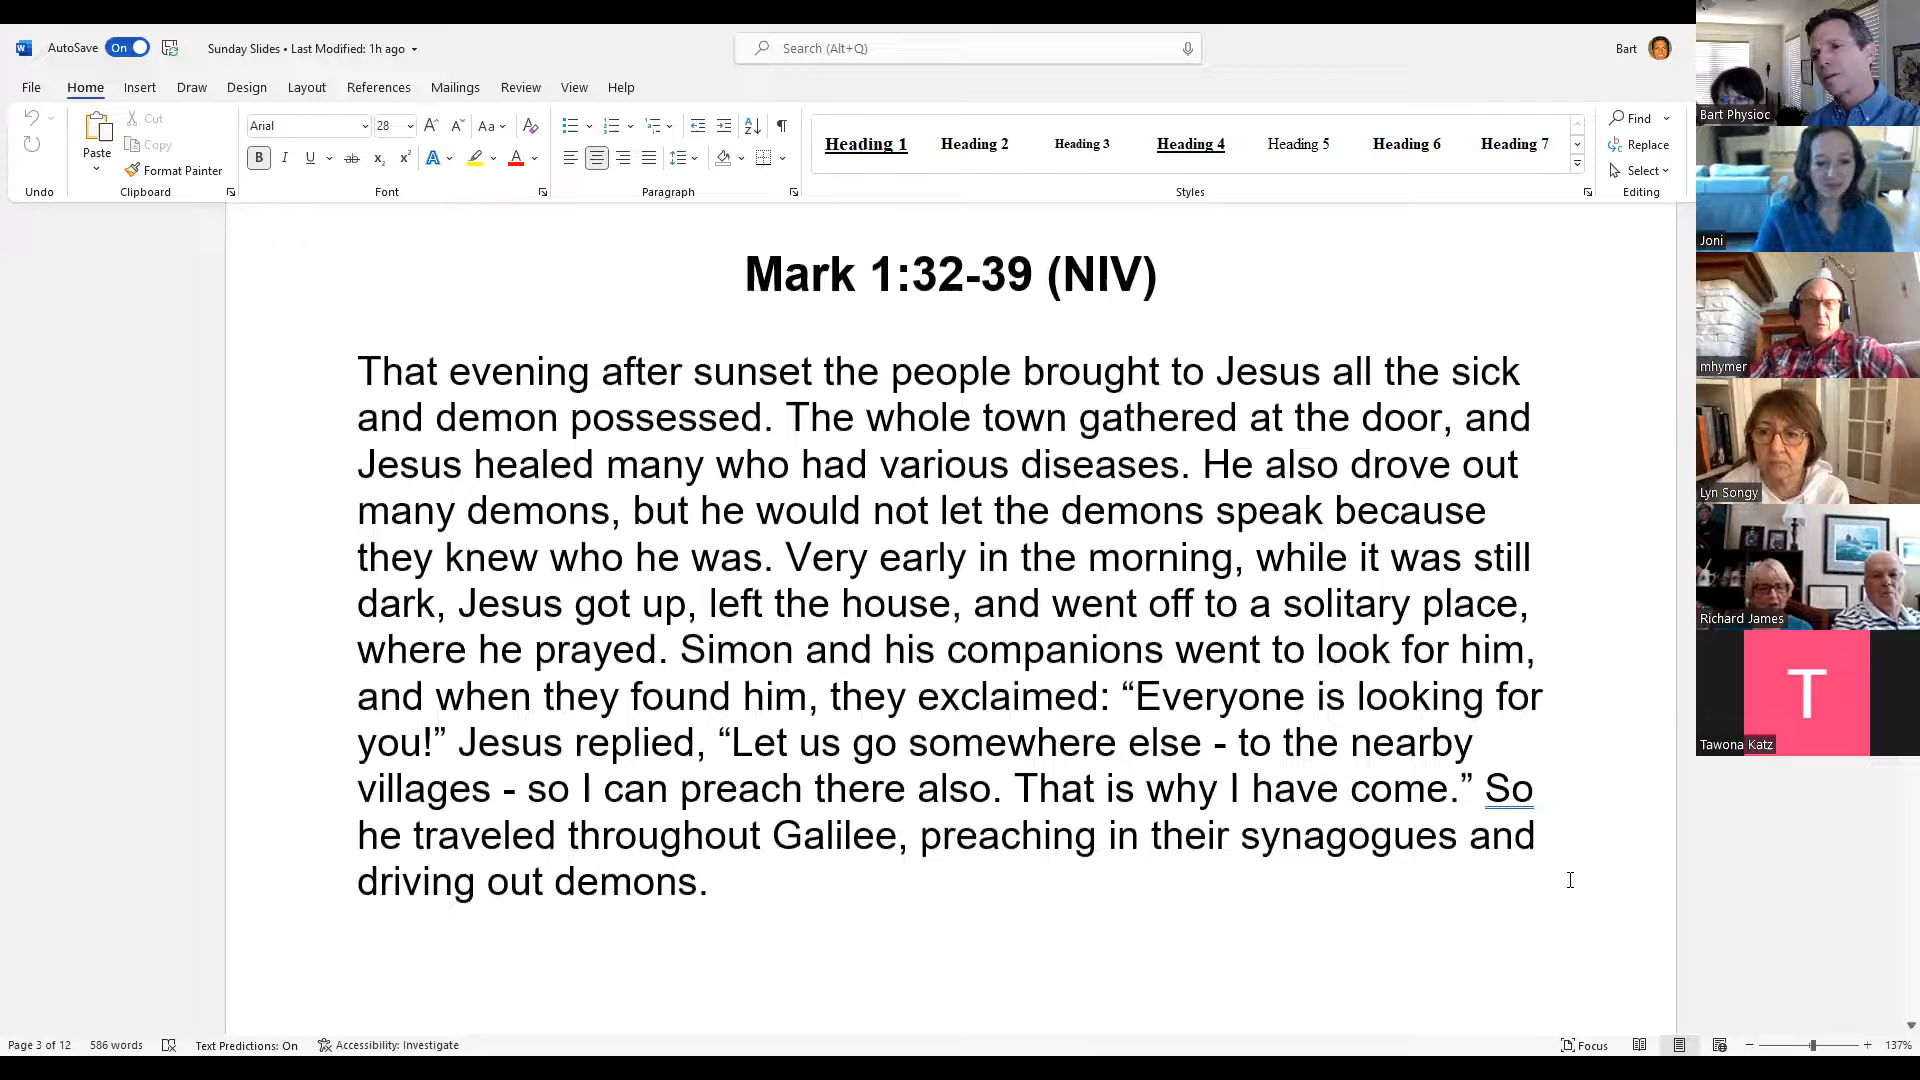 AutoSave On Sunday Slides • Last Modified: 1h ago Search (Alt+Q) Bart
File Home Insert Draw Design Layout References Mailings Review View Help
Paste Cut Copy Format Painter
Arial 28 Aa
B I U ab x₂ x² A A
Heading 1 Heading 2 Heading 3 Heading 4 Heading 5 Heading 6 Heading 7
Find Replace Select
Undo Clipboard Font Paragraph Styles Editing
Mark 1:32-39 (NIV)
That evening after sunset the people brought to Jesus all the sick
and demon possessed. The whole town gathered at the door, and
Jesus healed many who had various diseases. He also drove out
many demons, but he would not let the demons speak because
they knew who he was. Very early in the morning, while it was still
dark, Jesus got up, left the house, and went off to a solitary place,
where he prayed. Simon and his companions went to look for him,
and when they found him, they exclaimed: “Everyone is looking for
you!” Jesus replied, “Let us go somewhere else - to the nearby
villages - so I can preach there also. That is why I have come.” So
he traveled throughout Galilee, preaching in their synagogues and
driving out demons.
Page 3 of 12 586 words Text Predictions: On Accessibility: Investigate Focus 137%
Bart Physioc
Joni
mhymer
Lyn Songy
Richard James
T
Tawona Katz